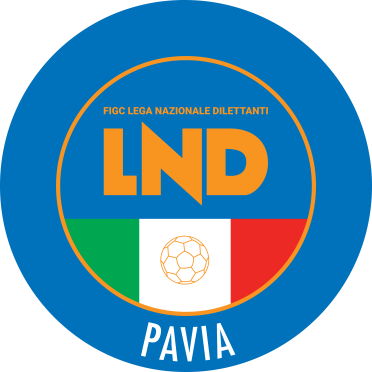 FIGC LEGA NAZIONALE DILETTANTI
LND
PAVIA